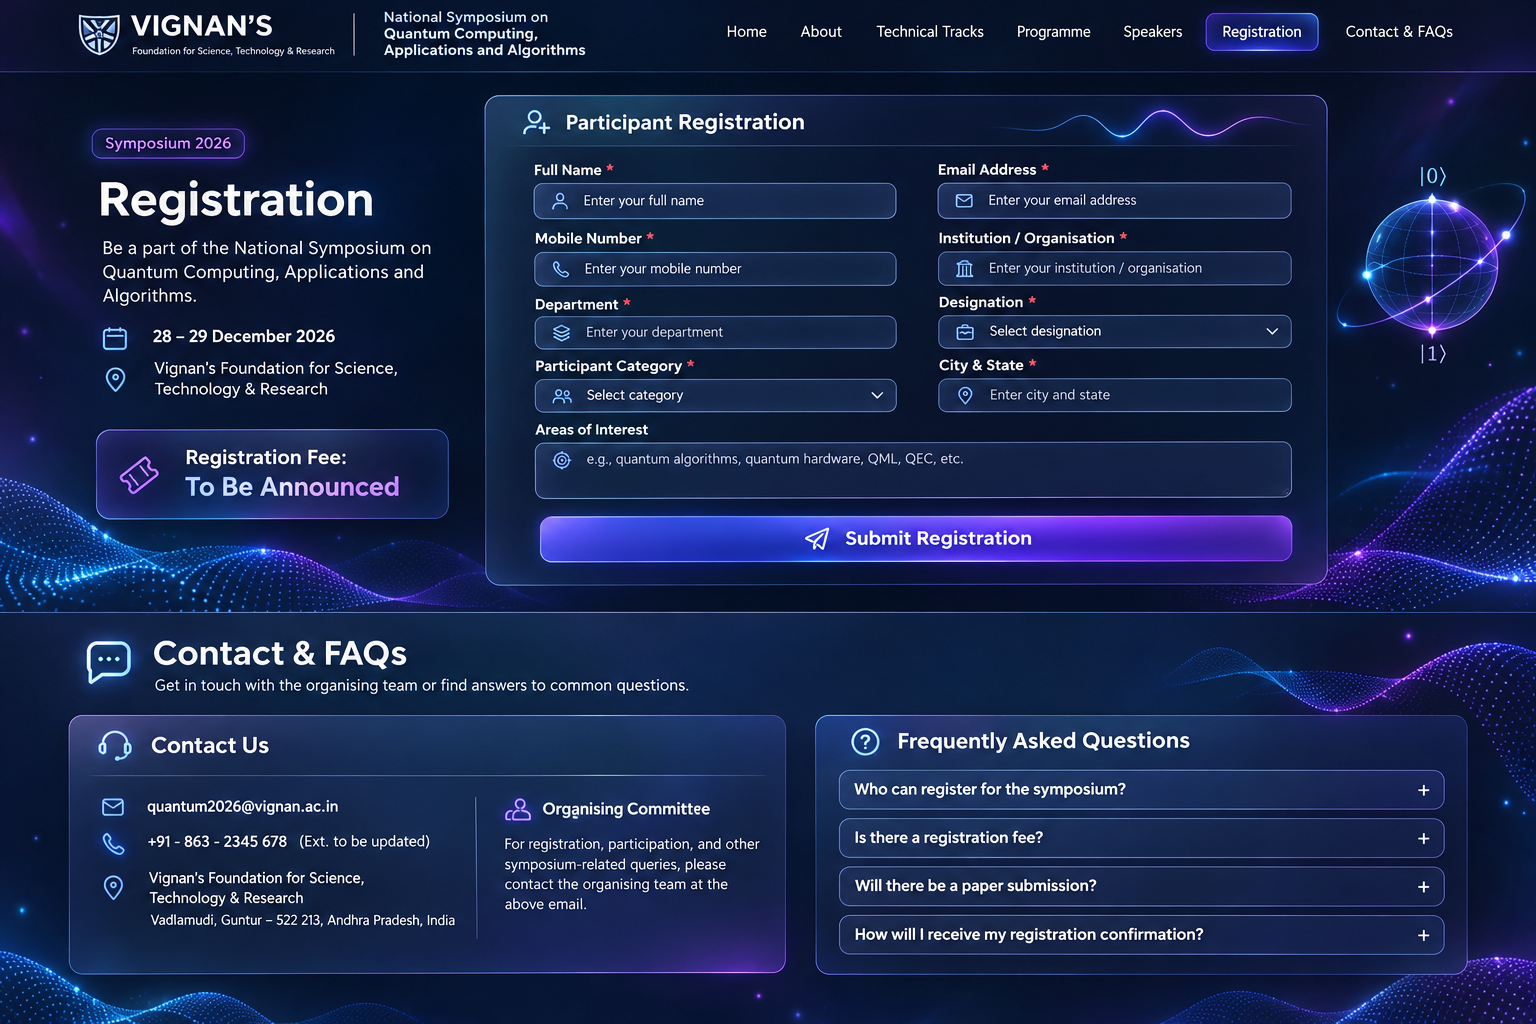 VIGNAN'S
Foundation for Science, Technology & Research
National Symposium on
Quantum Computing,
Applications and Algorithms
Home
About
Technical Tracks
Programme
Speakers
Registration
Contact & FAQs
Symposium 2026
Registration
Be a part of the National Symposium on
Quantum Computing, Applications and
Algorithms.
28 – 29 December 2026
Vignan's Foundation for Science,
Technology & Research
Registration Fee:
To Be Announced
Participant Registration
Full Name *
Enter your full name
Email Address *
Enter your email address
Mobile Number *
Enter your mobile number
Institution / Organisation *
Enter your institution / organisation
Department *
Enter your department
Designation *
Select designation
Participant Category *
Select category
City & State *
Enter city and state
Areas of Interest
e.g., quantum algorithms, quantum hardware, QML, QEC, etc.
Submit Registration
|0⟩
|1⟩
Contact & FAQs
Get in touch with the organising team or find answers to common questions.
Contact Us
quantum2026@vignan.ac.in
+91 - 863 - 2345 678 (Ext. to be updated)
Vignan's Foundation for Science,
Technology & Research
Vadlamudi, Guntur – 522 213, Andhra Pradesh, India
Organising Committee
For registration, participation, and other
symposium-related queries, please
contact the organising team at the
above email.
Frequently Asked Questions
Who can register for the symposium?
Is there a registration fee?
Will there be a paper submission?
How will I receive my registration confirmation?